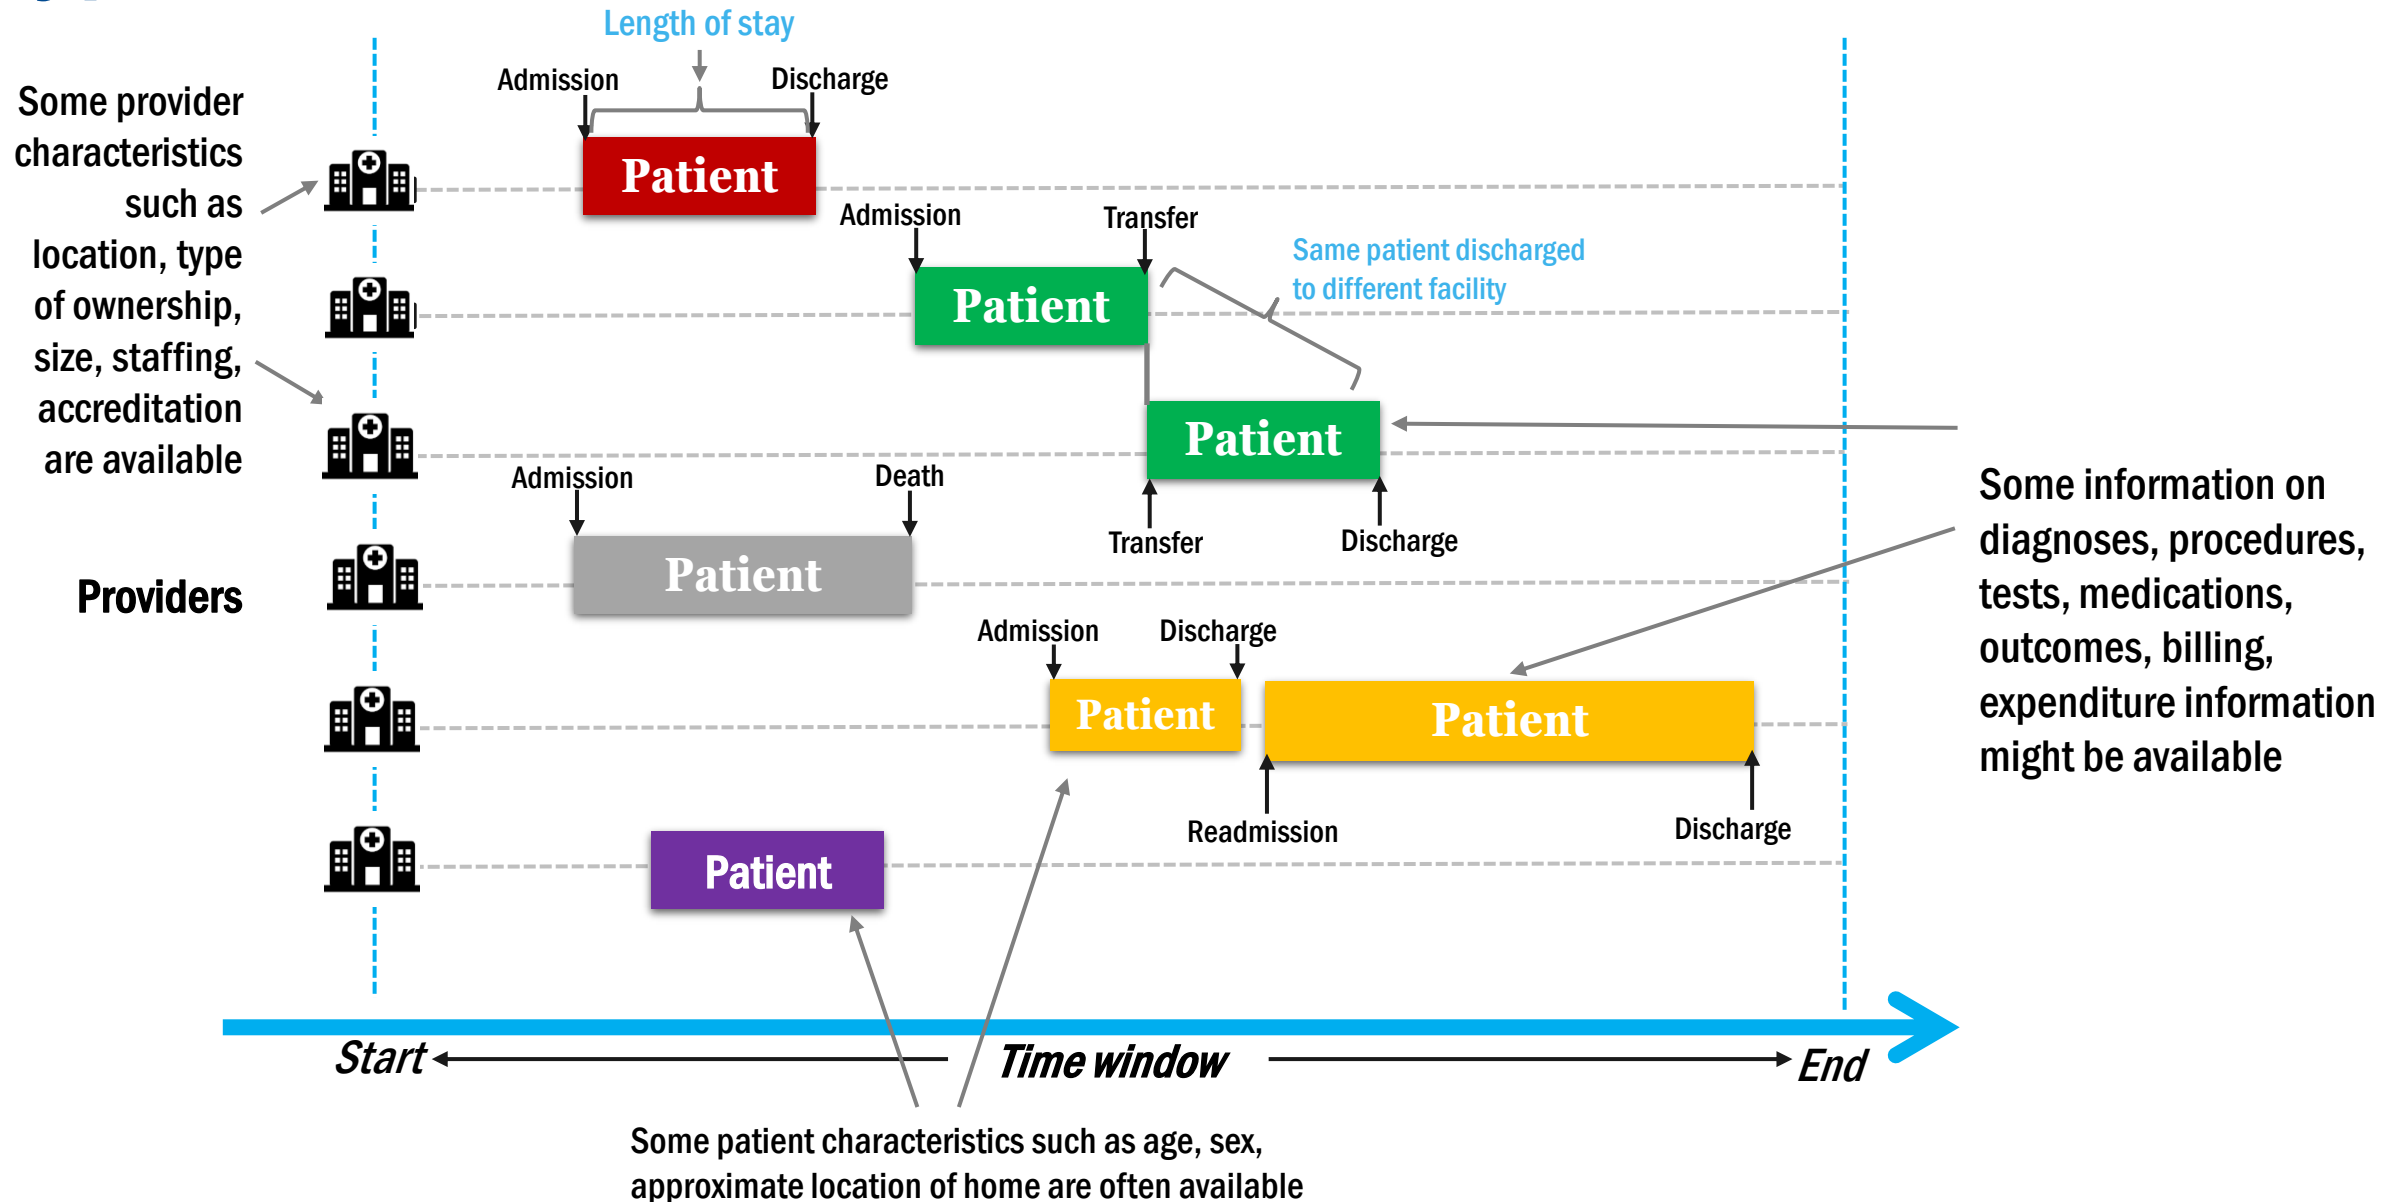 Length of stay
Admission
Discharge
Some provider
characteristics
such as
location, type
of ownership,
size, staffing,
accreditation
are available
Patient
Admission
Transfer
Same patient discharged
to different facility
Patient
Patient
Transfer
Discharge
Admission
Death
Patient
Providers
Some information on
diagnoses, procedures,
tests, medications,
outcomes, billing,
expenditure information
might be available
Admission
Discharge
Patient
Patient
Readmission
Discharge
Patient
Start
Time window
End
Some patient characteristics such as age, sex,
approximate location of home are often available